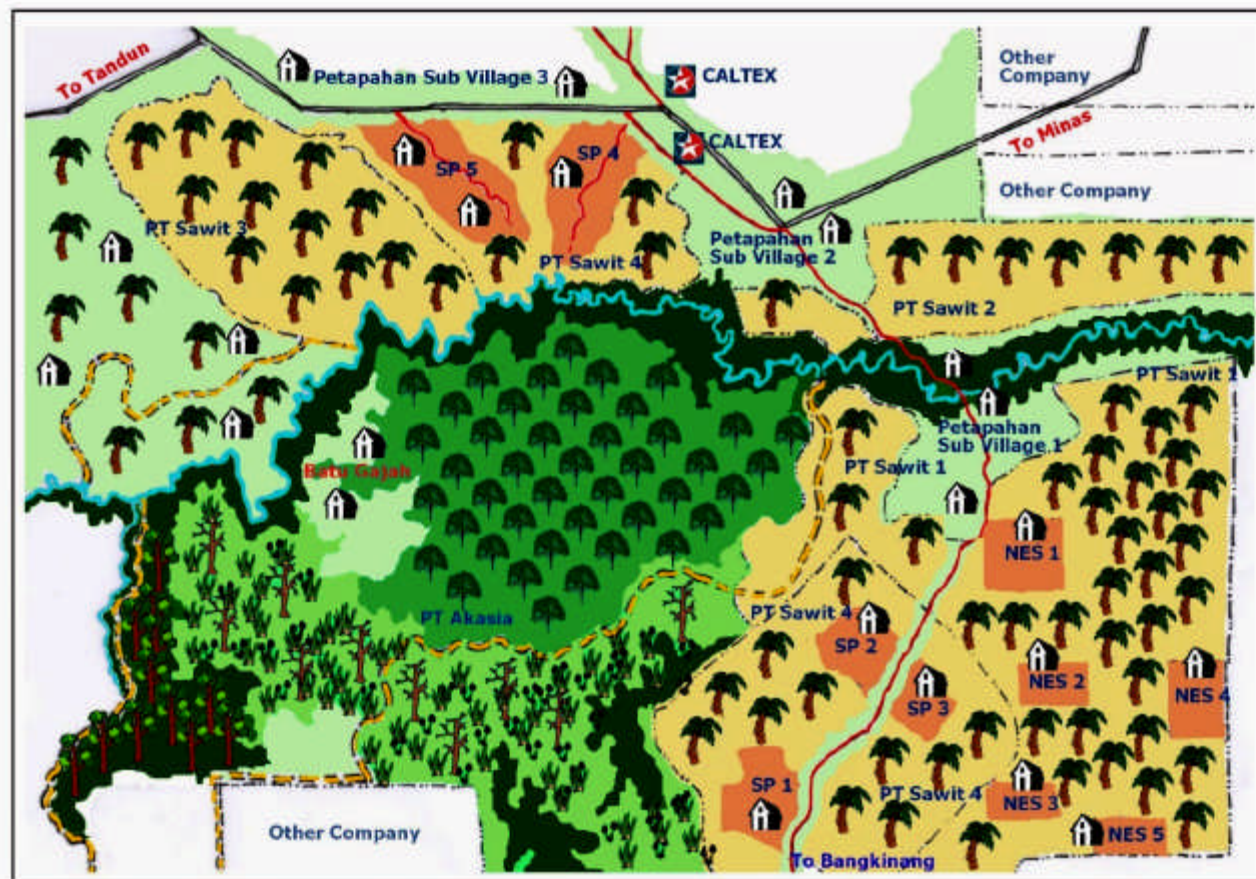 To Tandun
Petapahan Sub Village 3
CALTEX
Other
Company
CALTEX
To Minas
Other Company
SP 5
SP 4
PT Sawit 3
PT Sawit 4
Petapahan
Sub Village 2
PT Sawit 2
PT Sawit 1
Petapahan
Sub Village 1
PT Sawit 1
Batu Gajah
NES 1
PT Akasia
PT Sawit 4
SP 2
SP 3
NES 2
NES 4
SP 1
PT Sawit 4
NES 3
Other Company
NES 5
To Bangkinang